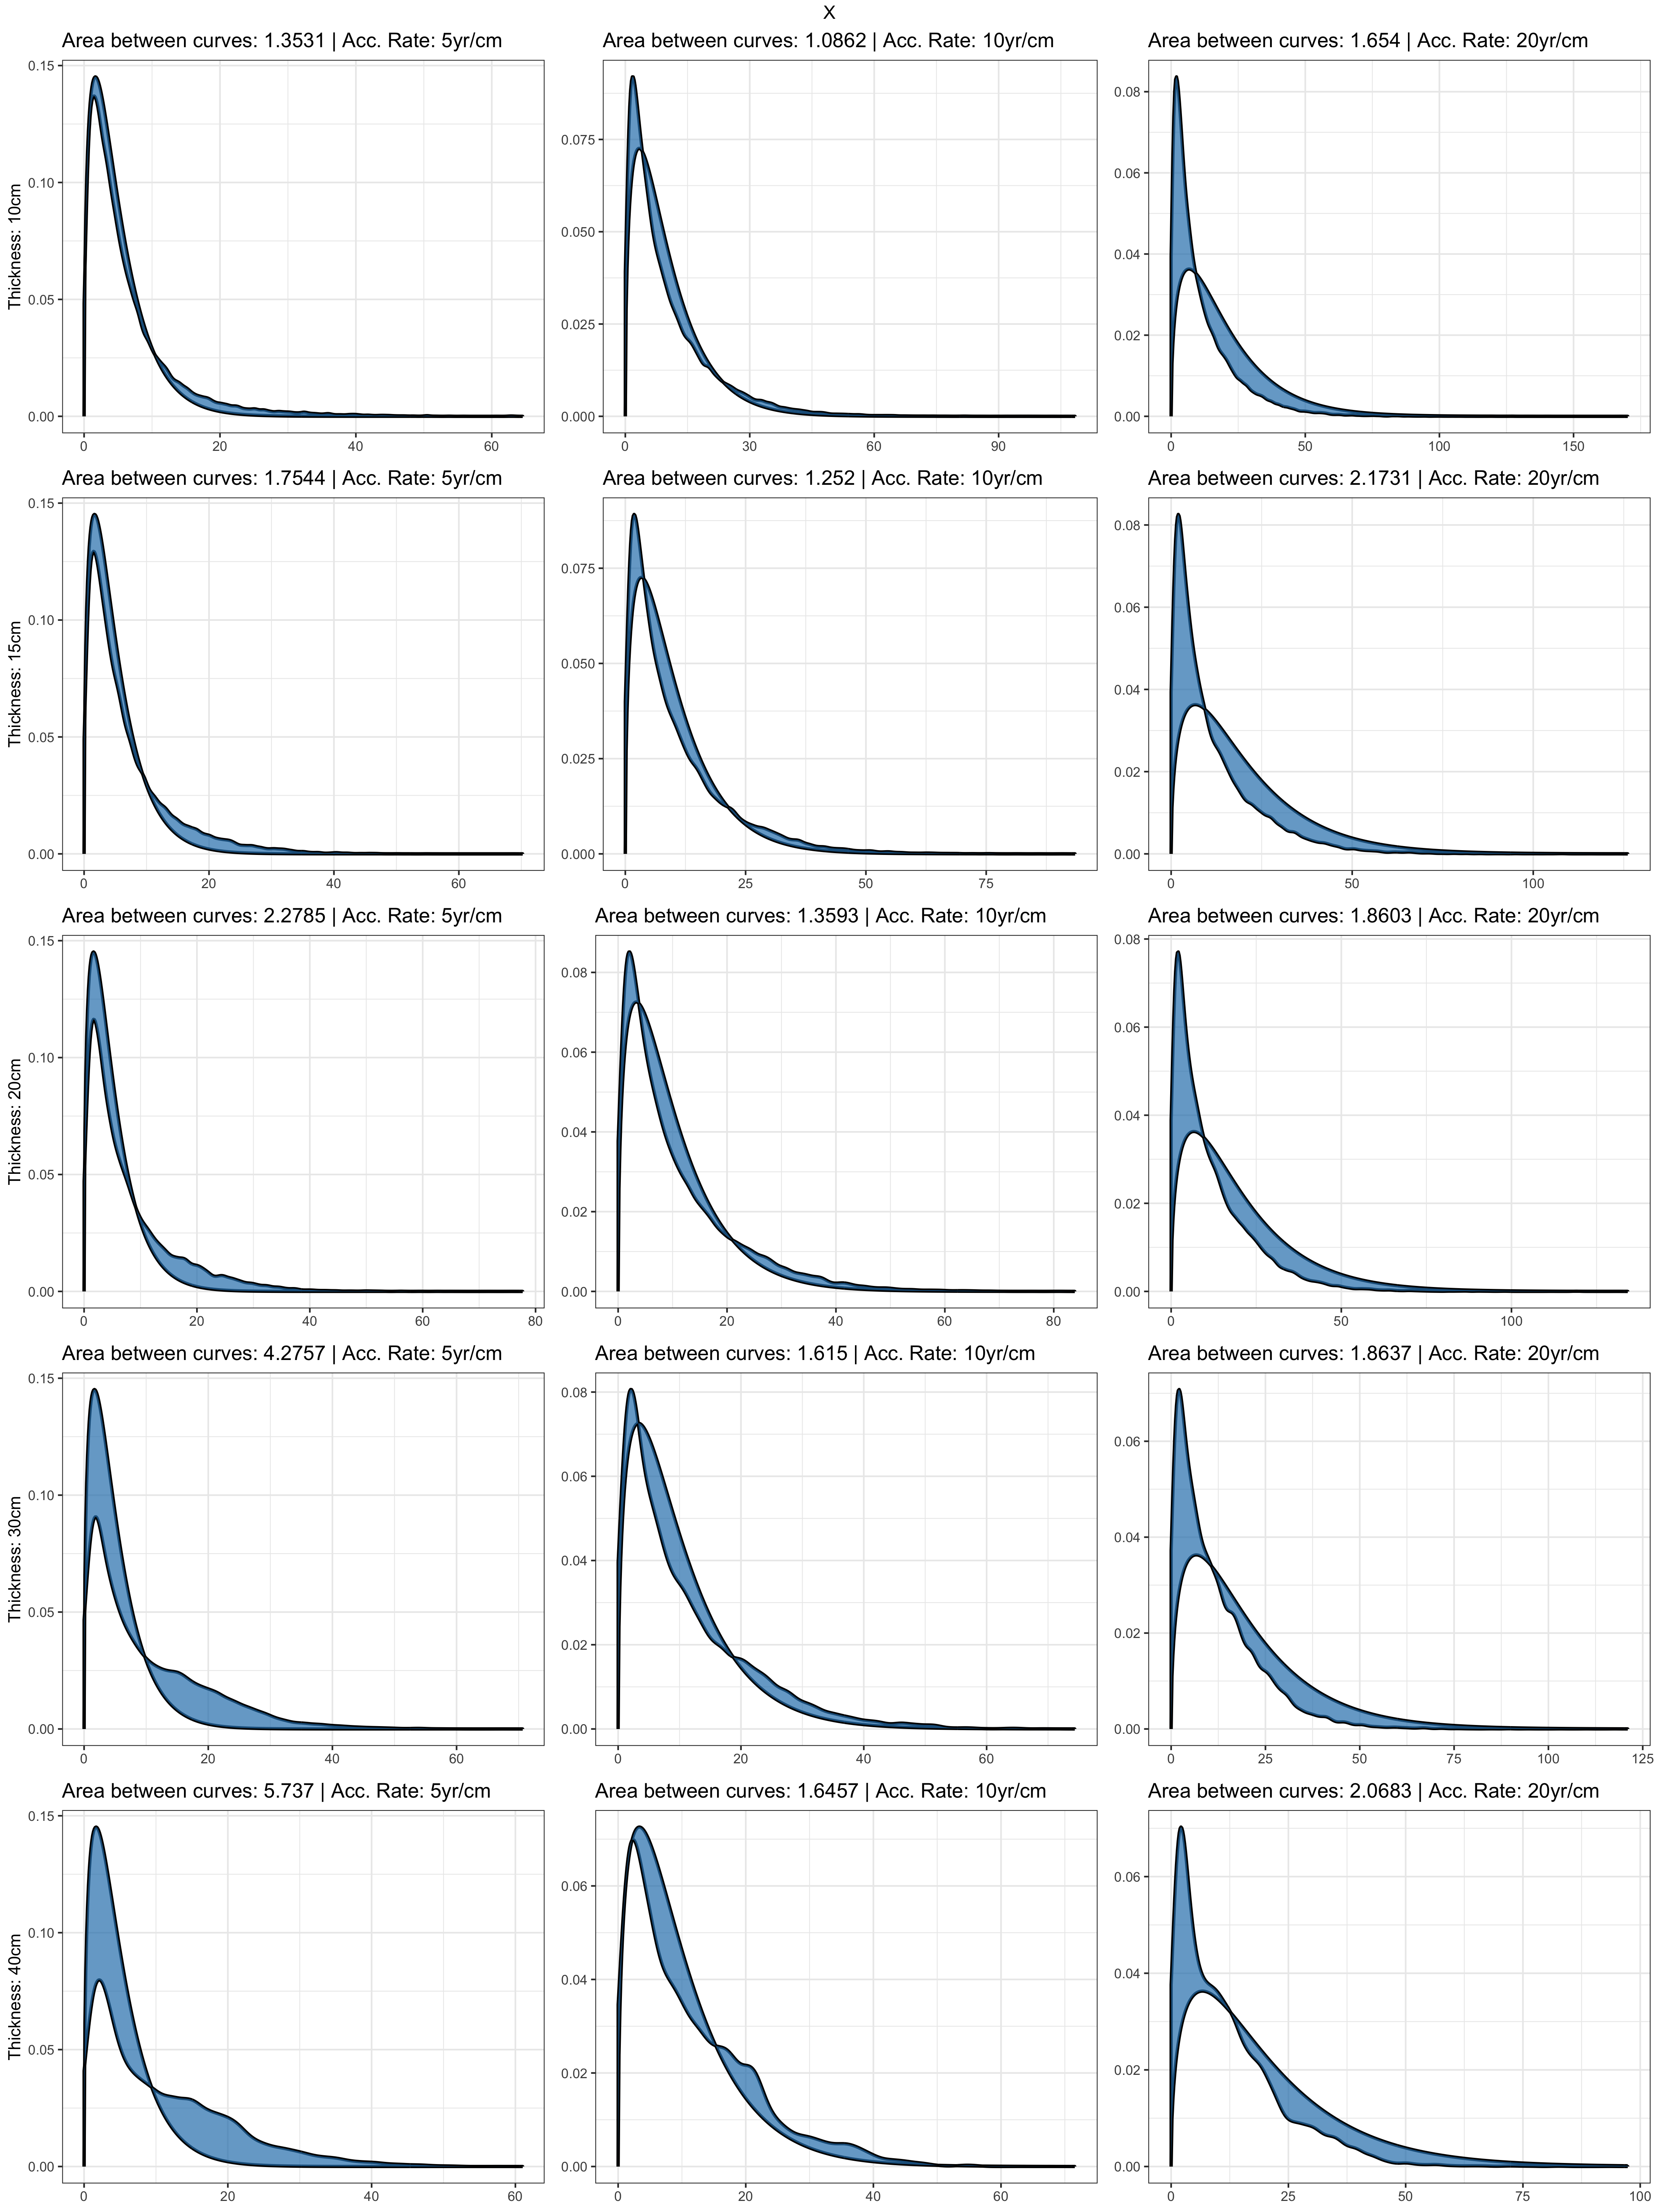 X
Area between curves: 1.3531 | Acc. Rate: 5yr/cm
Area between curves: 1.0862 | Acc. Rate: 10yr/cm
Area between curves: 1.654 | Acc. Rate: 20yr/cm
Thickness: 10cm
0.15
0.10
0.05
0.00
0 20 40 60
0.075
0.050
0.025
0.000
0 30 60 90
0.08
0.06
0.04
0.02
0.00
0 50 100 150
Area between curves: 1.7544 | Acc. Rate: 5yr/cm
Area between curves: 1.252 | Acc. Rate: 10yr/cm
Area between curves: 2.1731 | Acc. Rate: 20yr/cm
Thickness: 15cm
0.15
0.10
0.05
0.00
0 20 40 60
0.075
0.050
0.025
0.000
0 25 50 75
0.08
0.06
0.04
0.02
0.00
0 50 100
Area between curves: 2.2785 | Acc. Rate: 5yr/cm
Area between curves: 1.3593 | Acc. Rate: 10yr/cm
Area between curves: 1.8603 | Acc. Rate: 20yr/cm
Thickness: 20cm
0.15
0.10
0.05
0.00
0 20 40 60 80
0.08
0.06
0.04
0.02
0.00
0 20 40 60 80
0.08
0.06
0.04
0.02
0.00
0 50 100
Area between curves: 4.2757 | Acc. Rate: 5yr/cm
Area between curves: 1.615 | Acc. Rate: 10yr/cm
Area between curves: 1.8637 | Acc. Rate: 20yr/cm
Thickness: 30cm
0.15
0.10
0.05
0.00
0 20 40 60
0.08
0.06
0.04
0.02
0.00
0 20 40 60
0.06
0.04
0.02
0.00
0 25 50 75 100 125
Area between curves: 5.737 | Acc. Rate: 5yr/cm
Area between curves: 1.6457 | Acc. Rate: 10yr/cm
Area between curves: 2.0683 | Acc. Rate: 20yr/cm
Thickness: 40cm
0.15
0.10
0.05
0.00
0 20 40 60
0.06
0.04
0.02
0.00
0 20 40 60
0.06
0.04
0.02
0.00
0 25 50 75 100